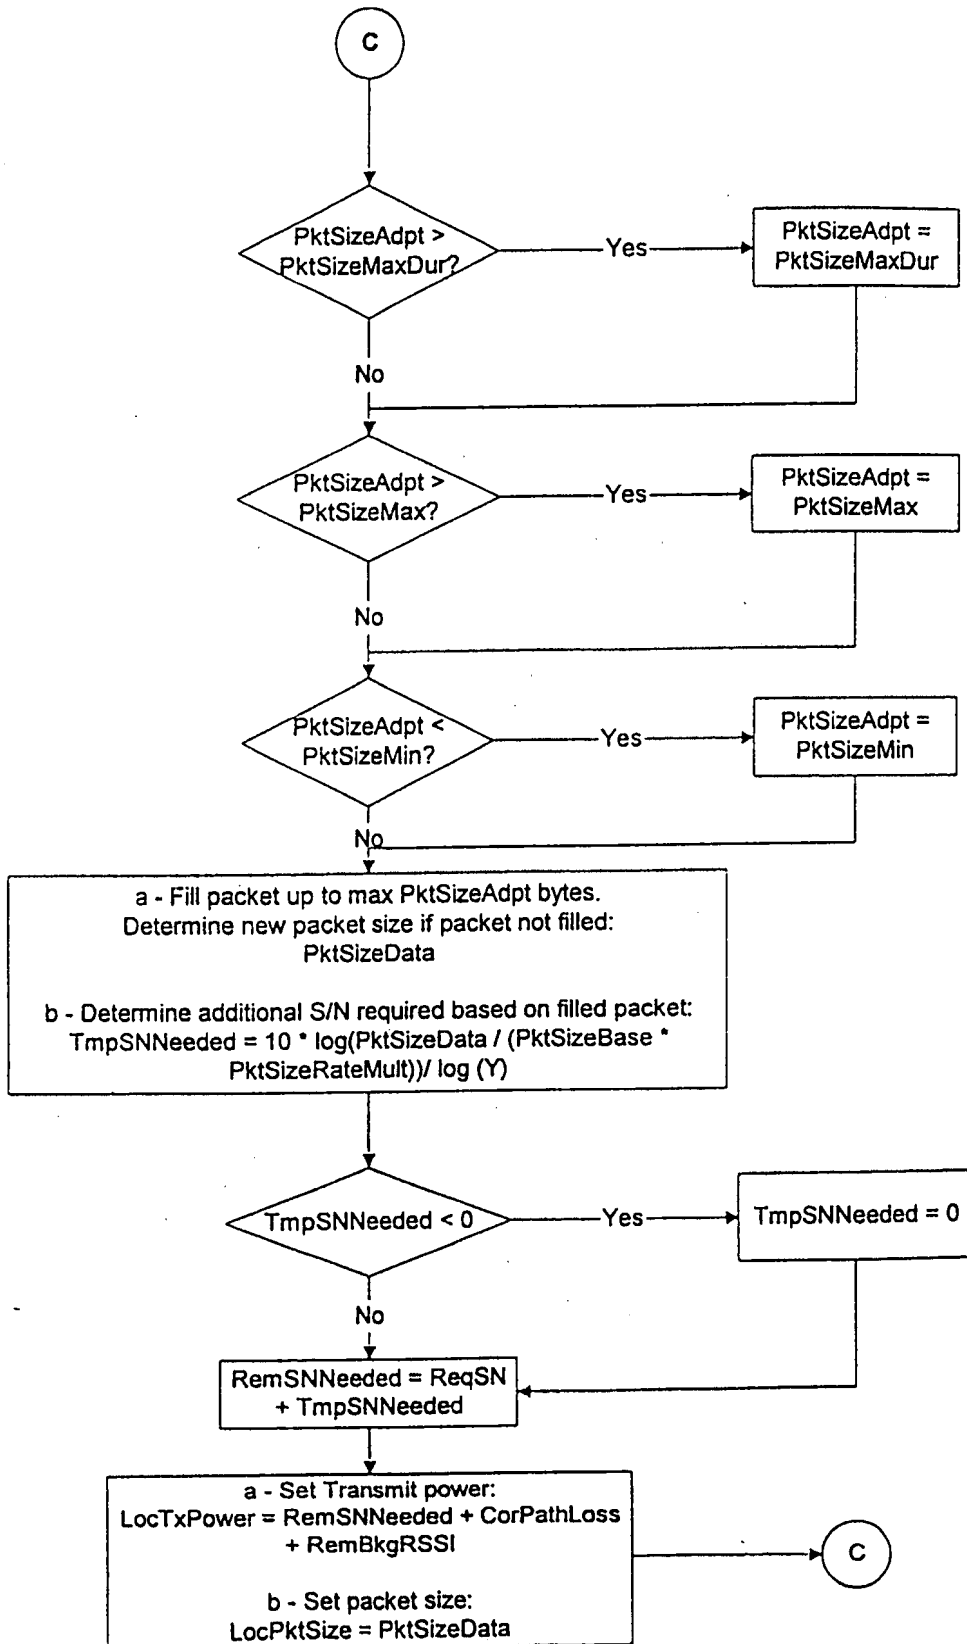 C
PktSizeAdpt >
PktSizeMaxDur?
Yes
PktSizeAdpt =
PktSizeMaxDur
No
PktSizeAdpt >
PktSizeMax?
Yes
PktSizeAdpt =
PktSizeMax
No
PktSizeAdpt <
PktSizeMin?
Yes
PktSizeAdpt =
PktSizeMin
No
a - Fill packet up to max PktSizeAdpt bytes.
Determine new packet size if packet not filled:
PktSizeData
b - Determine additional S/N required based on filled packet:
TmpSNNeeded = 10 * log(PktSizeData / (PktSizeBase *
PktSizeRateMult))/ log (Y)
TmpSNNeeded < 0
Yes
TmpSNNeeded = 0
No
RemSNNeeded = ReqSN
+ TmpSNNeeded
a - Set Transmit power:
LocTxPower = RemSNNeeded + CorPathLoss
+ RemBkgRSSI
b - Set packet size:
LocPktSize = PktSizeData
C